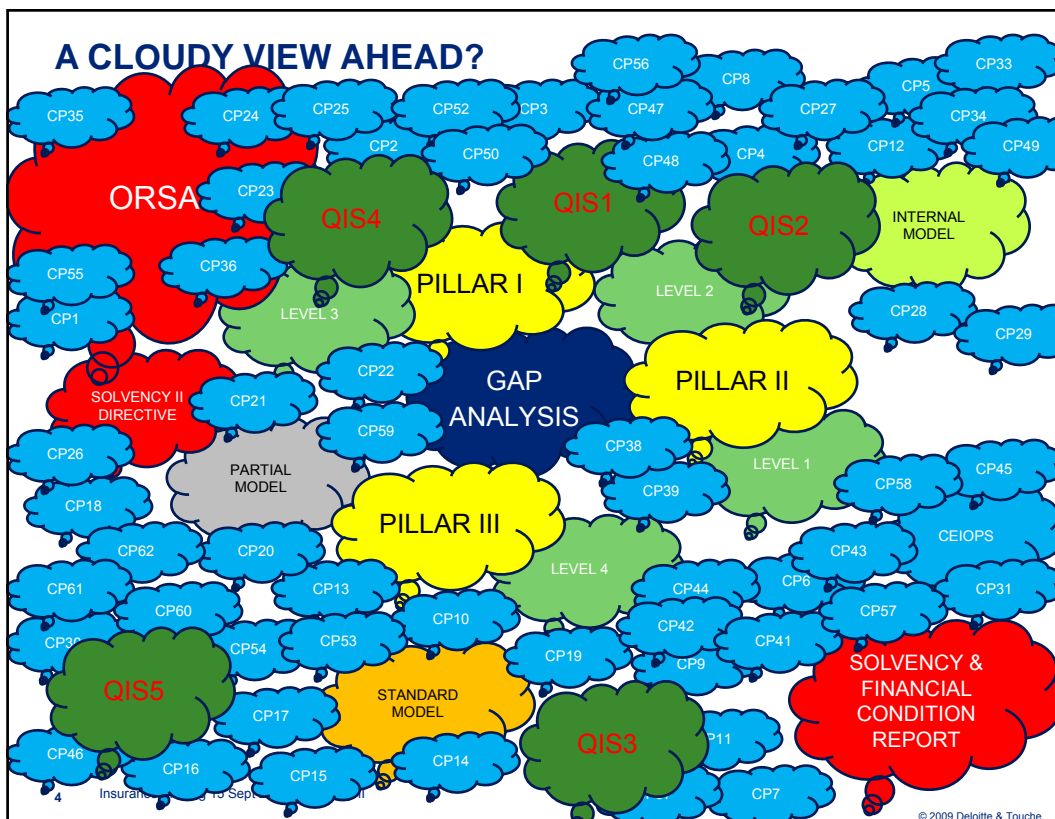 A CLOUDY VIEW AHEAD?
CP56
CP33
CP8
CP5
CP35
CP24
CP25
CP52
CP3
CP47
CP27
CP34
CP2
CP50
CP48
CP4
CP12
CP49
ORSA
CP23
QIS4
QIS1
QIS2
INTERNAL
MODEL
CP55
CP36
PILLAR I
LEVEL 2
CP1
LEVEL 3
CP28
CP29
CP22
GAP
ANALYSIS
PILLAR II
SOLVENCY II
DIRECTIVE
CP21
CP59
CP38
CP26
PARTIAL
MODEL
LEVEL 1
CP45
CP39
CP58
CP18
PILLAR III
CEIOPS
CP62
CP20
CP43
LEVEL 4
CP61
CP13
CP44
CP6
CP31
CP60
CP10
CP57
CP42
CP54
CP53
CP41
CP19
CP9
SOLVENCY &
FINANCIAL
CONDITION
REPORT
QIS5
STANDARD
MODEL
CP17
QIS3
CP46
CP16
CP15
CP14
CP7
4
© 2009 Deloitte & Touche